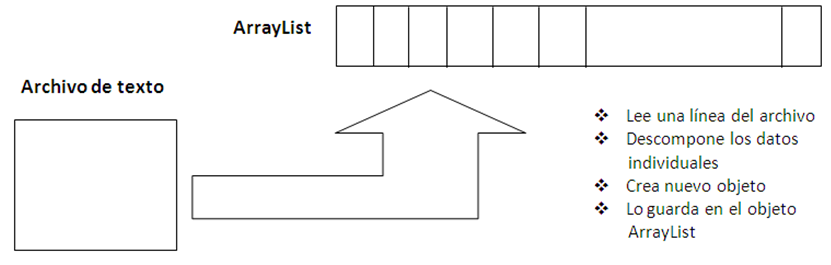 ArrayList
Archivo de texto
❖ Lee una línea del archivo
❖ Descompone los datos
individuales
❖ Crea nuevo objeto
❖ Lo guarda en el objeto
ArrayList